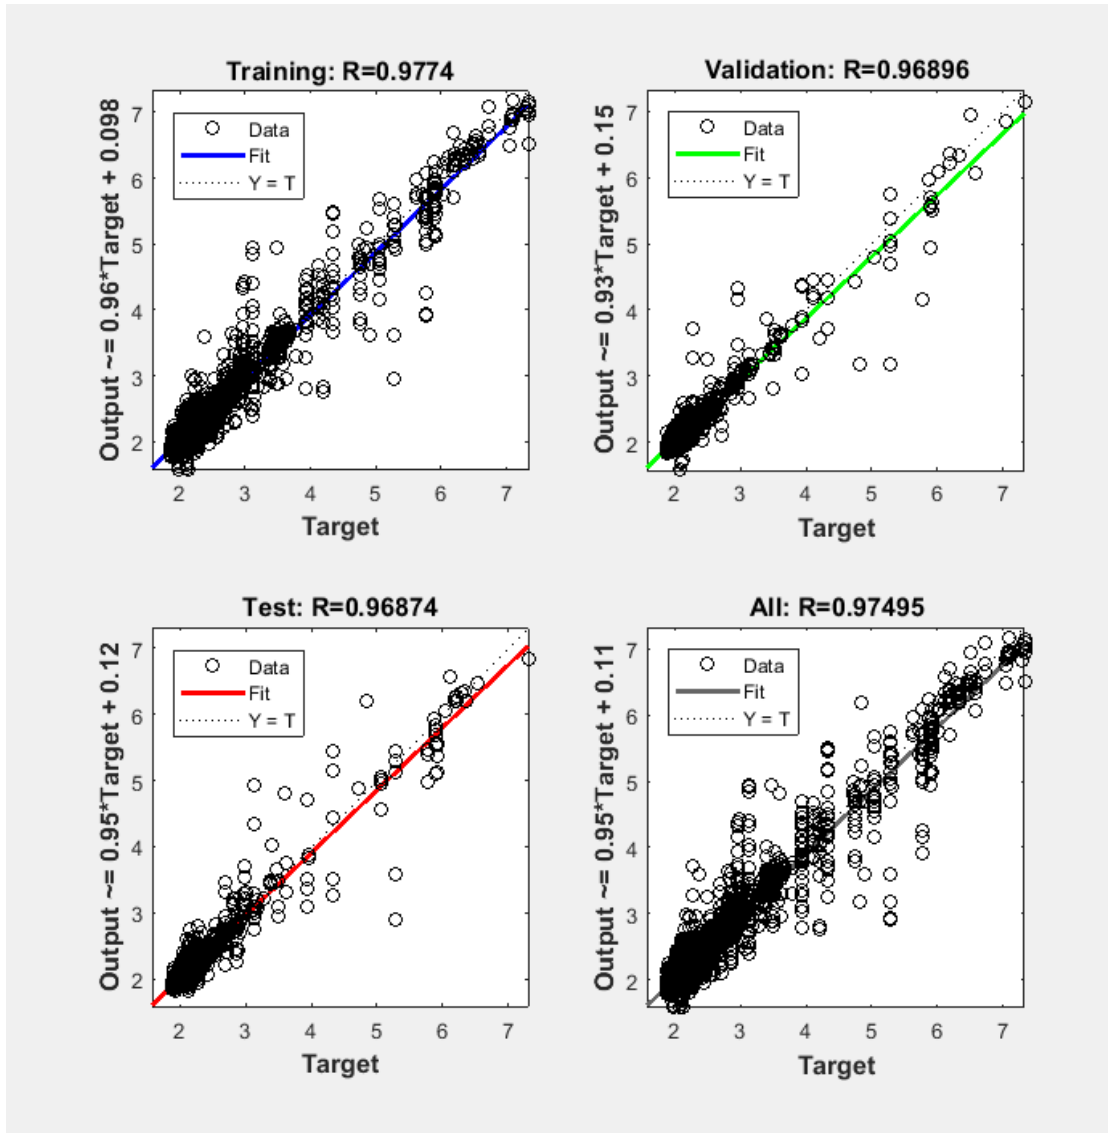 Training: R=0.9774
Output ~= 0.96*Target + 0.098
Data
Fit
Y = T
7
6
5
4
3
2
2 3 4 5 6 7
Target
Validation: R=0.96896
Output ~= 0.93*Target + 0.15
Data
Fit
Y = T
7
6
5
4
3
2
2 3 4 5 6 7
Target
Test: R=0.96874
Output ~= 0.95*Target + 0.12
Data
Fit
Y = T
7
6
5
4
3
2
2 3 4 5 6 7
Target
All: R=0.97495
Output ~= 0.95*Target + 0.11
Data
Fit
Y = T
7
6
5
4
3
2
2 3 4 5 6 7
Target